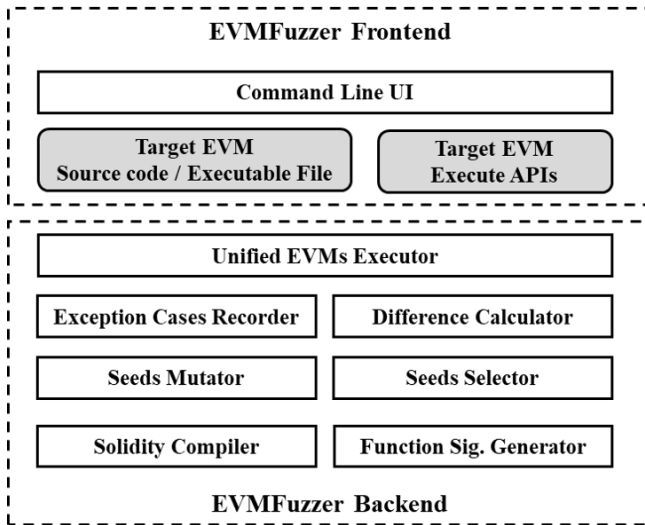 EVMFuzzer Frontend
Command Line UI
Target EVM
Source code / Executable File
Target EVM
Execute APIs
Unified EVMs Executor
Exception Cases Recorder
Difference Calculator
Seeds Mutator
Seeds Selector
Solidity Compiler
Function Sig. Generator
EVMFuzzer Backend